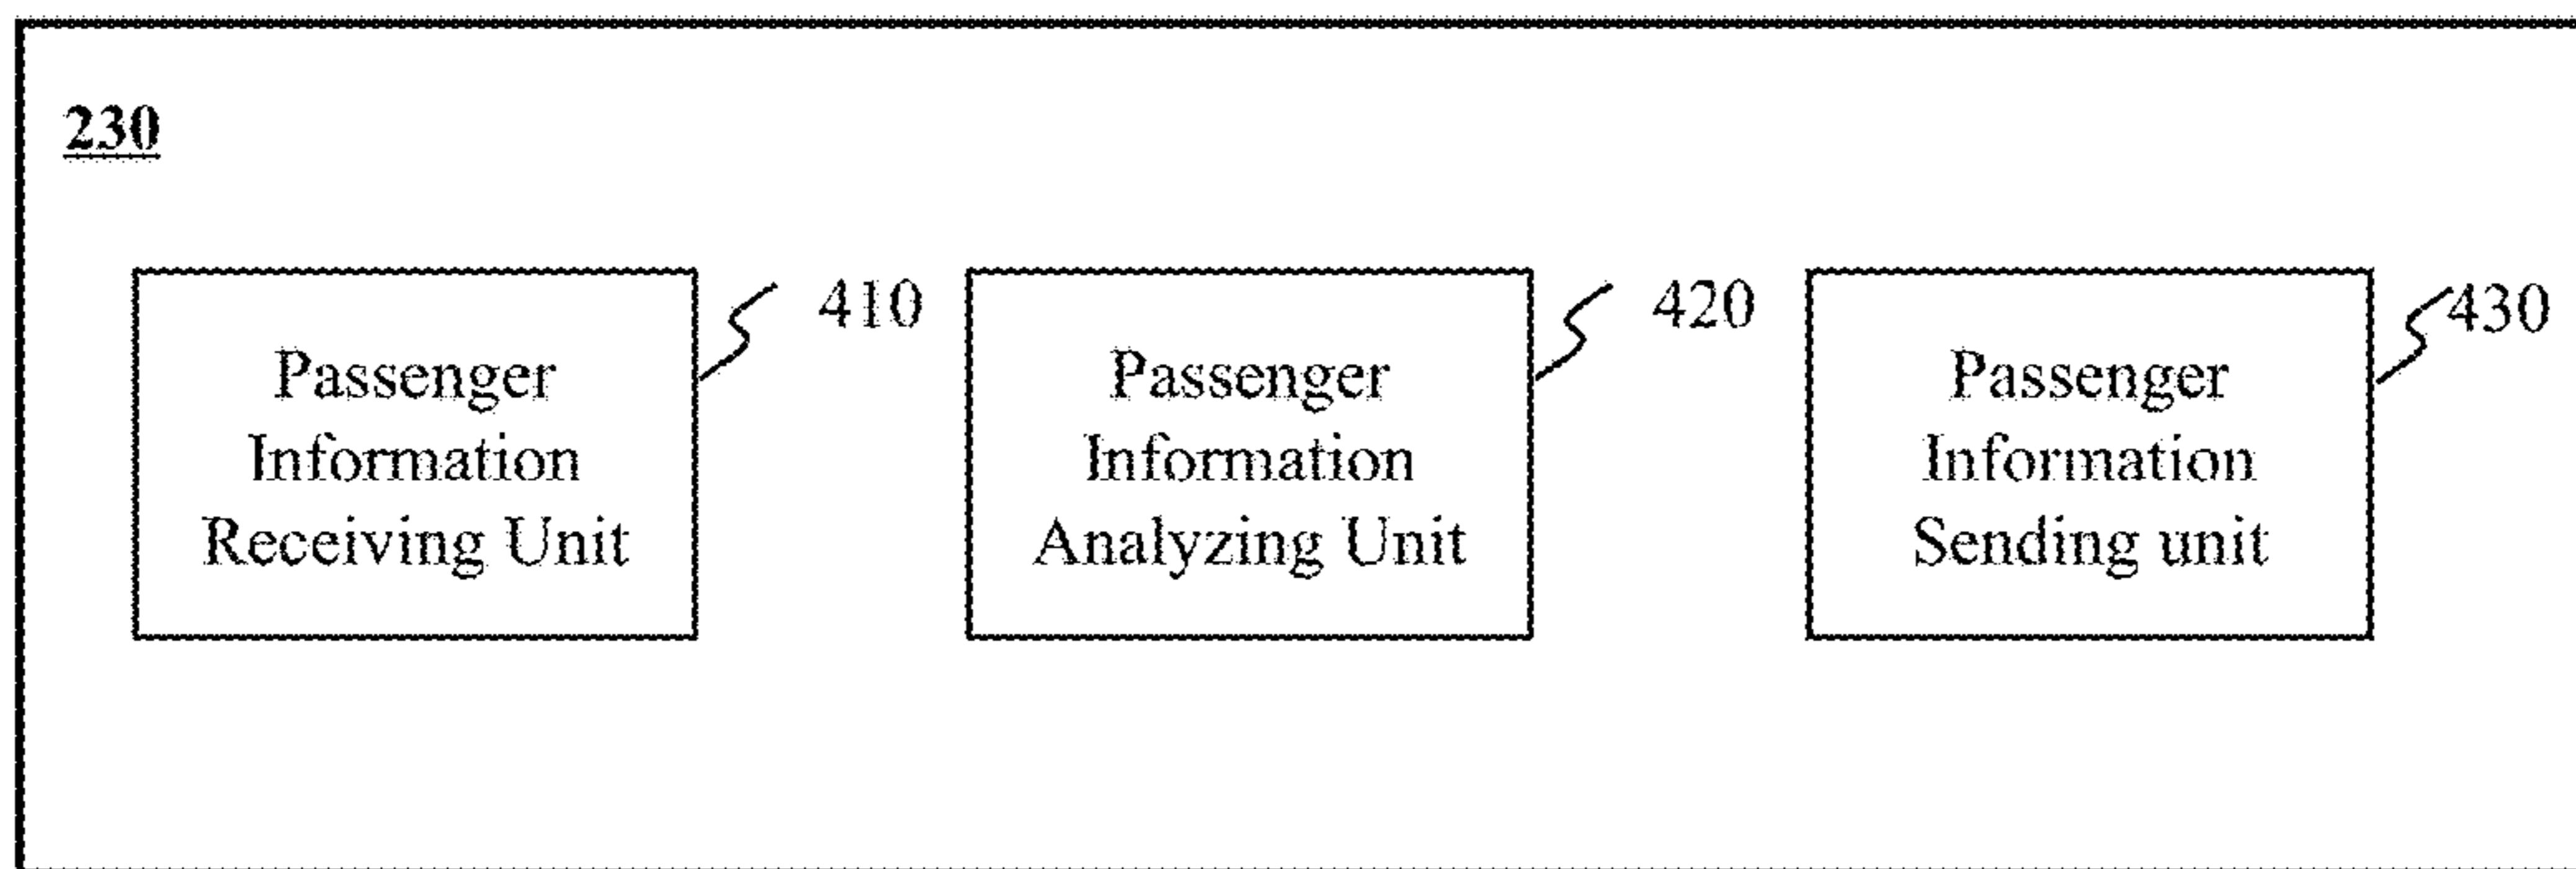 230
410
Passenger
Information
Receiving Unit
420
Passenger
Information
Analyzing Unit
430
Passenger
Information
Sending unit